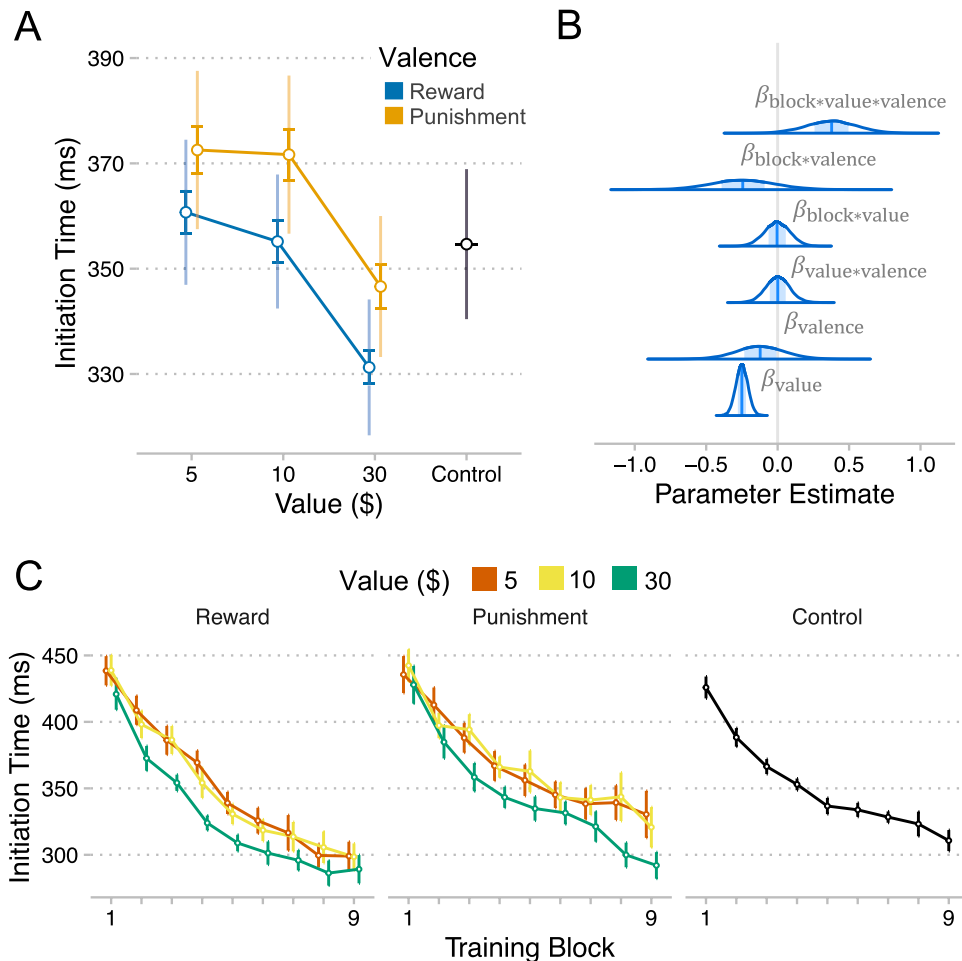 A
Initiation Time (ms)
390
370
350
330
Valence
Reward
Punishment
5
10
30
Control
Value ($)
B
βblock∗value∗valence
βblock∗valence
βblock∗value
βvalue∗valence
βvalence
βvalue
−1.0
−0.5
0.0
0.5
1.0
Parameter Estimate
C
Value ($) 5 10 30
Reward
Punishment
Control
Initiation Time (ms)
450
400
350
300
1
9
1
9
1
9
Training Block